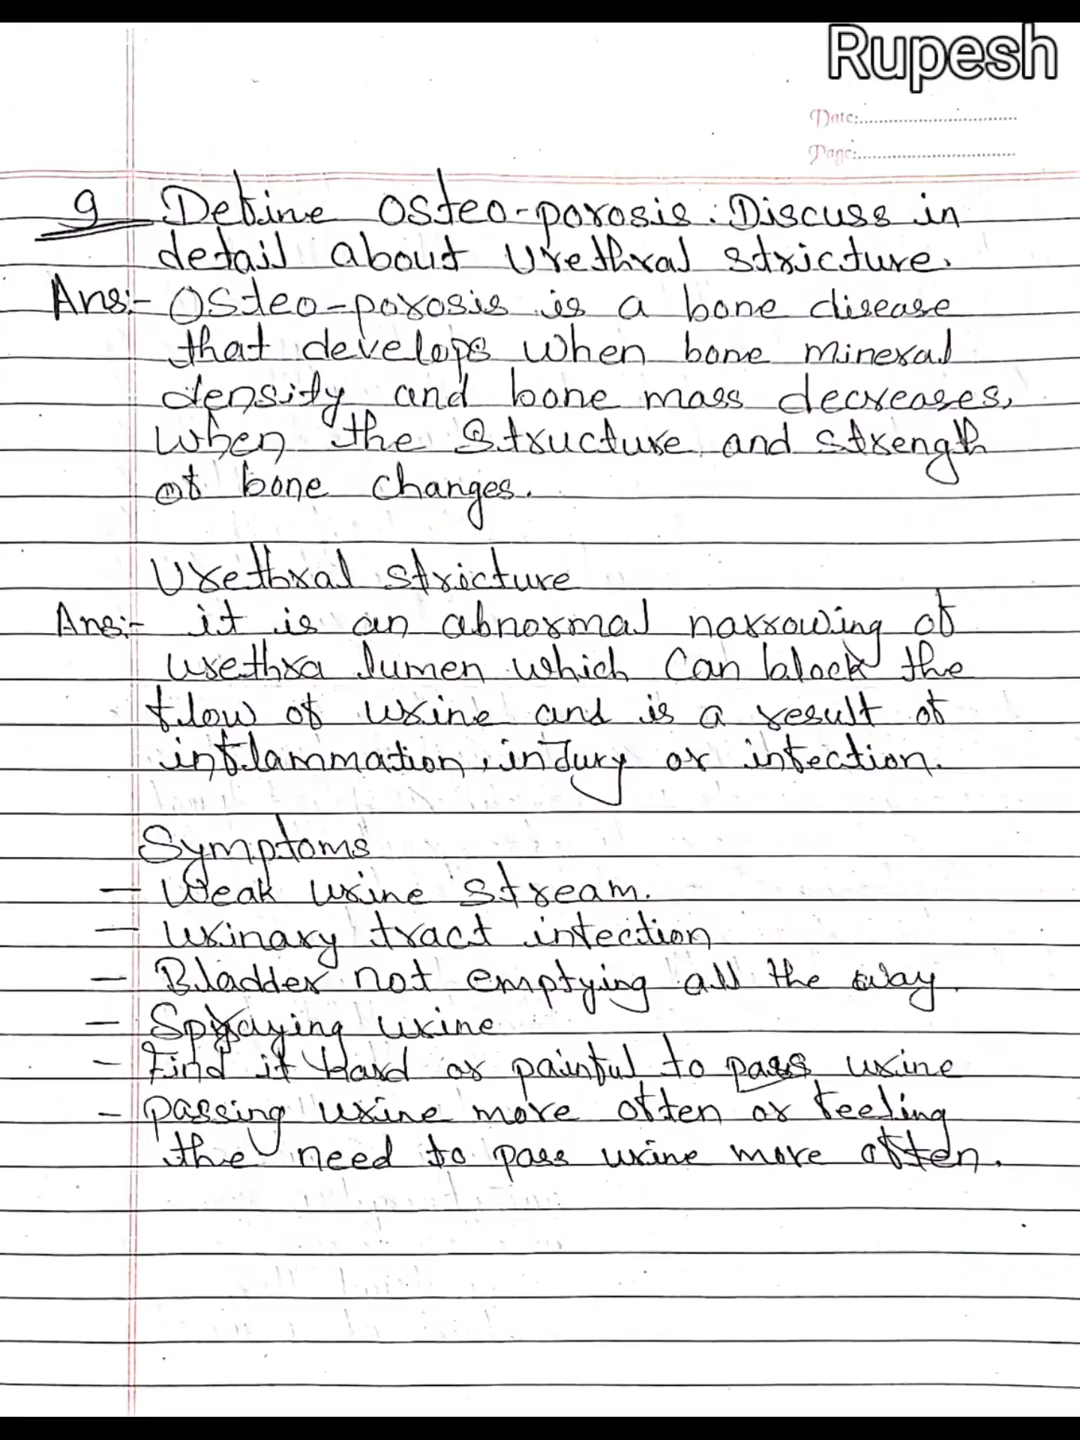 Rupesh
Date:
Page:
9 Define Osteo-porosis. Discuss in
detail about Urethral stricture.
Ans:- Osteo-porosis is a bone disease
that develops when bone mineral
density and bone mass decreases,
when the structure and strength
of bone changes.
Urethral stricture
Ans:- it is an abnormal narrowing of
urethra lumen which can block the
flow of urine and is a result of
inflammation, injury or infection.
Symptoms
- Weak urine stream.
- Urinary tract infection
- Bladder not emptying all the way.
- Spraying urine
- Find it hard or painful to pass urine
- passing urine more often or feeling
the need to pass urine more often.